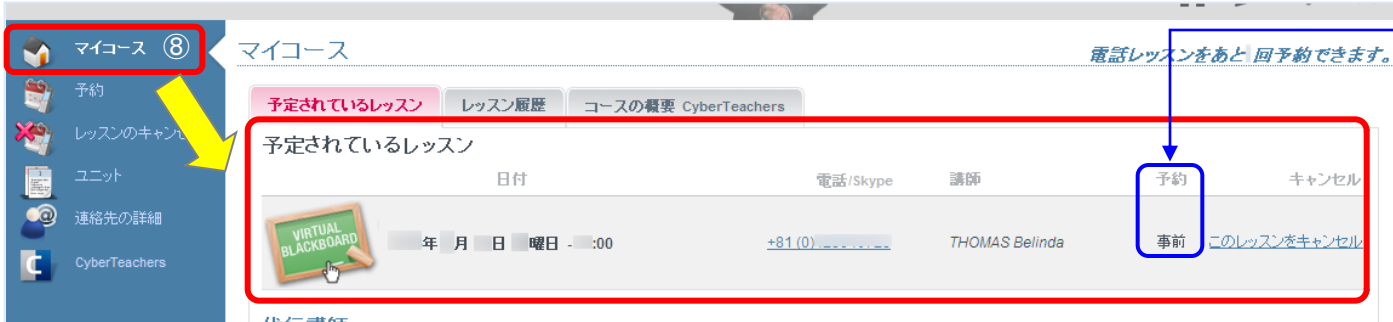 マイコース ⑧
予約
レッスンのキャンセ
ユニット
連絡先の詳細
CyberTeachers
マイコース
電話レッスンをあと 回予約できます。
予定されているレッスン
レッスン履歴
コースの概要 CyberTeachers
予定されているレッスン
日付 電話/Skype 講師 予約 キャンセル
VIRTUAL BLACKBOARD
年 月 日 曜日 - :00 +81 (0) THOMAS Belinda 事前 このレッスンをキャンセル